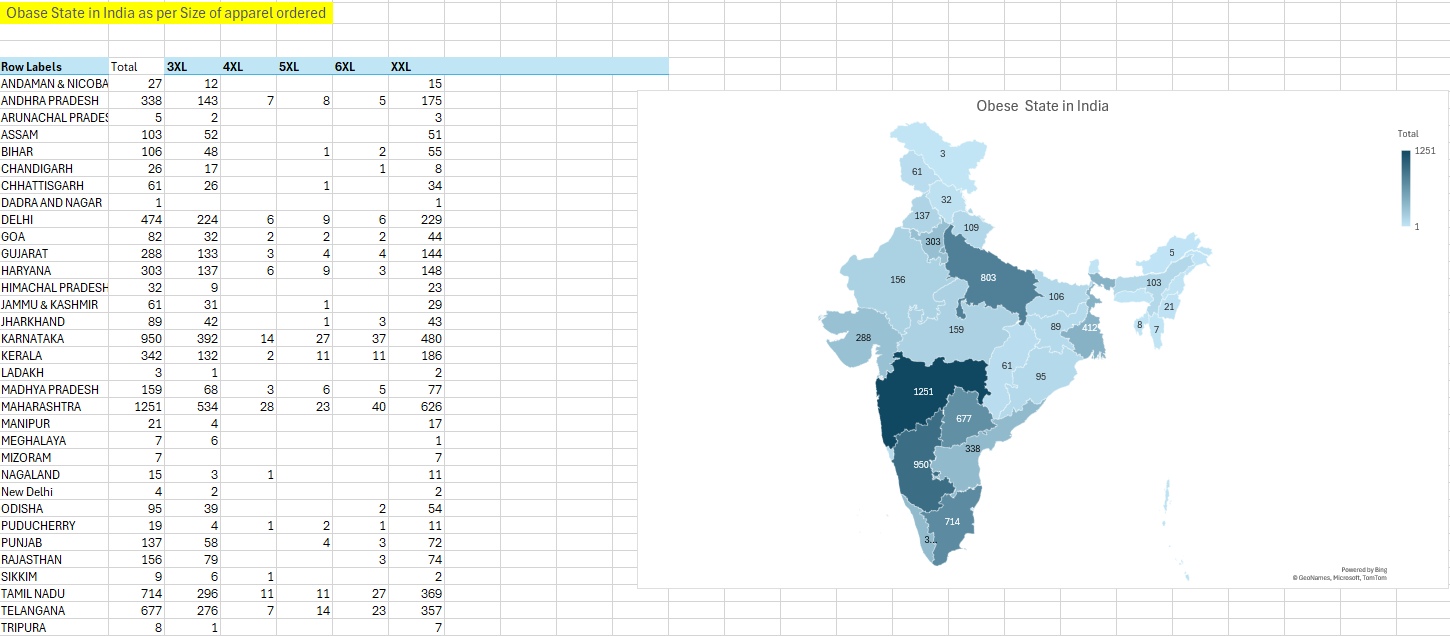 Obase State in India as per Size of apparel ordered
Row Labels Total 3XL 4XL 5XL 6XL XXL
ANDAMAN & NICOBA 27 12 15
ANDHRA PRADESH 338 143 7 8 5 175
ARUNACHAL PRADES 5 2 3
ASSAM 103 52 51
BIHAR 106 48 1 2 55
CHANDIGARH 26 17 1 8
CHHATTISGARH 61 26 1 34
DADRA AND NAGAR 1 1
DELHI 474 224 6 9 6 229
GOA 82 32 2 2 2 44
GUJARAT 288 133 3 4 4 144
HARYANA 303 137 6 9 3 148
HIMACHAL PRADESH 32 9 23
JAMMU & KASHMIR 61 31 1 29
JHARKHAND 89 42 1 3 43
KARNATAKA 950 392 14 27 37 480
KERALA 342 132 2 11 11 186
LADAKH 3 1 2
MADHYA PRADESH 159 68 3 6 5 77
MAHARASHTRA 1251 534 28 23 40 626
MANIPUR 21 4 17
MEGHALAYA 7 6 1
MIZORAM 7 7
NAGALAND 15 3 1 11
New Delhi 4 2 2
ODISHA 95 39 2 54
PUDUCHERRY 19 4 1 2 1 11
PUNJAB 137 58 4 3 72
RAJASTHAN 156 79 3 74
SIKKIM 9 6 1 2
TAMIL NADU 714 296 11 11 27 369
TELANGANA 677 276 7 14 23 357
TRIPURA 8 1 7
Obese State in India
Total
1251
1
3
61
32
137
109
303
5
803
156
103
106
21
89
412
8
7
159
288
61
95
1251
677
338
950
714
3...
Powered by Bing
© GeoNames, Microsoft, TomTom